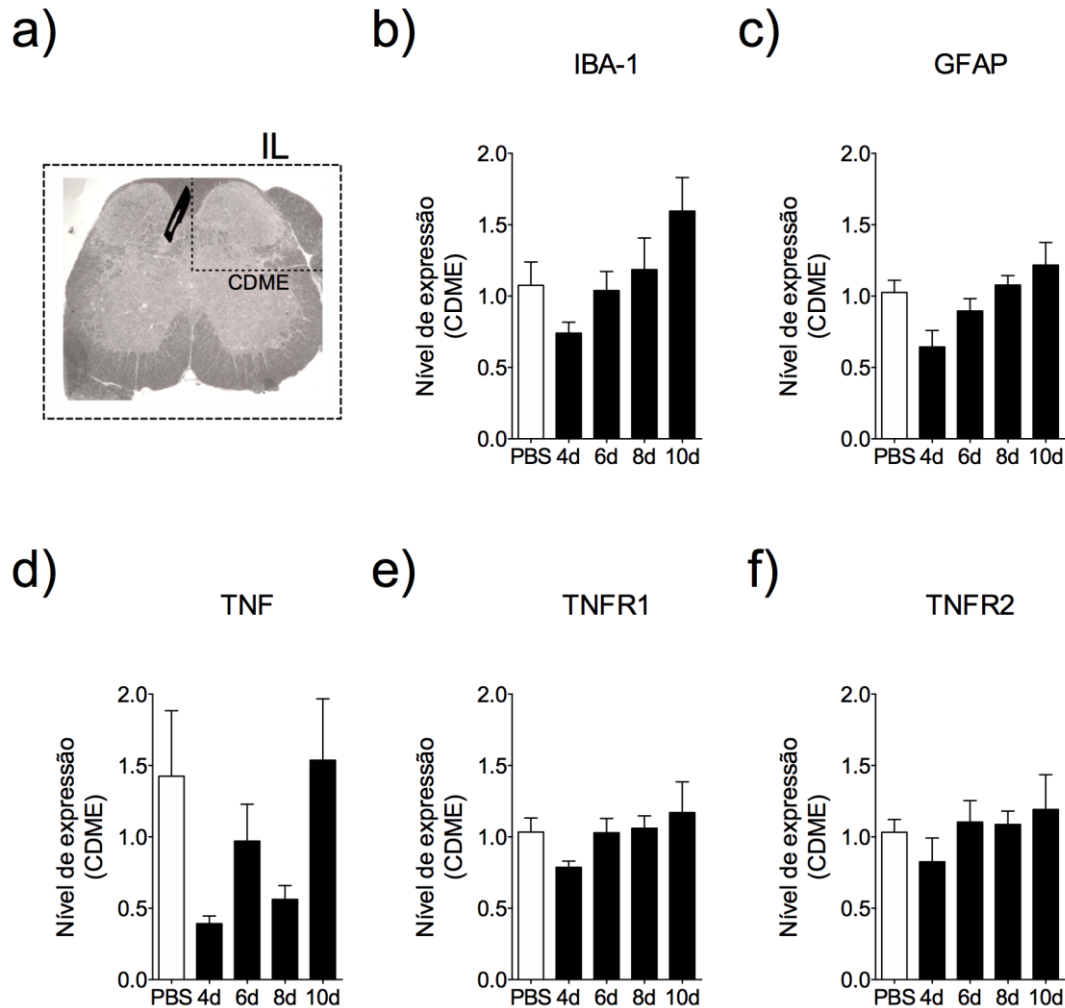 a)
IL
CDME
b)
IBA-1
Nível de expressão
(CDME)
2.0
1.5
1.0
0.5
0.0
PBS 4d 6d 8d 10d
c)
GFAP
Nível de expressão
(CDME)
2.0
1.5
1.0
0.5
0.0
PBS 4d 6d 8d 10d
d)
TNF
Nível de expressão
(CDME)
2.0
1.5
1.0
0.5
0.0
PBS 4d 6d 8d 10d
e)
TNFR1
Nível de expressão
(CDME)
2.0
1.5
1.0
0.5
0.0
PBS 4d 6d 8d 10d
f)
TNFR2
Nível de expressão
(CDME)
2.0
1.5
1.0
0.5
0.0
PBS 4d 6d 8d 10d